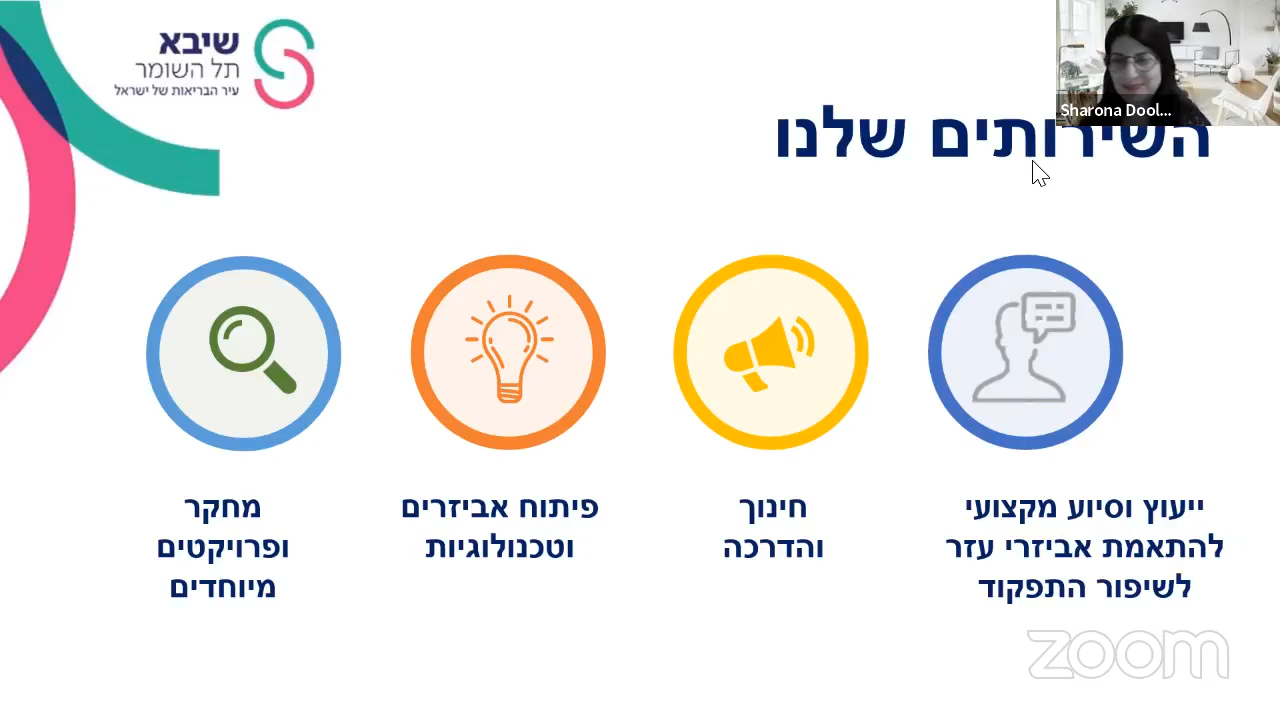 שיבא
תל השומר
עיר הבריאות של ישראל
Sharona Dool...
השירותים שלנו
ייעוץ וסיוע מקצועי
להתאמת אביזרי עזר
לשיפור התפקוד
חינוך
והדרכה
פיתוח אביזרים
וטכנולוגיות
מחקר
ופרויקטים
מיוחדים
zoom